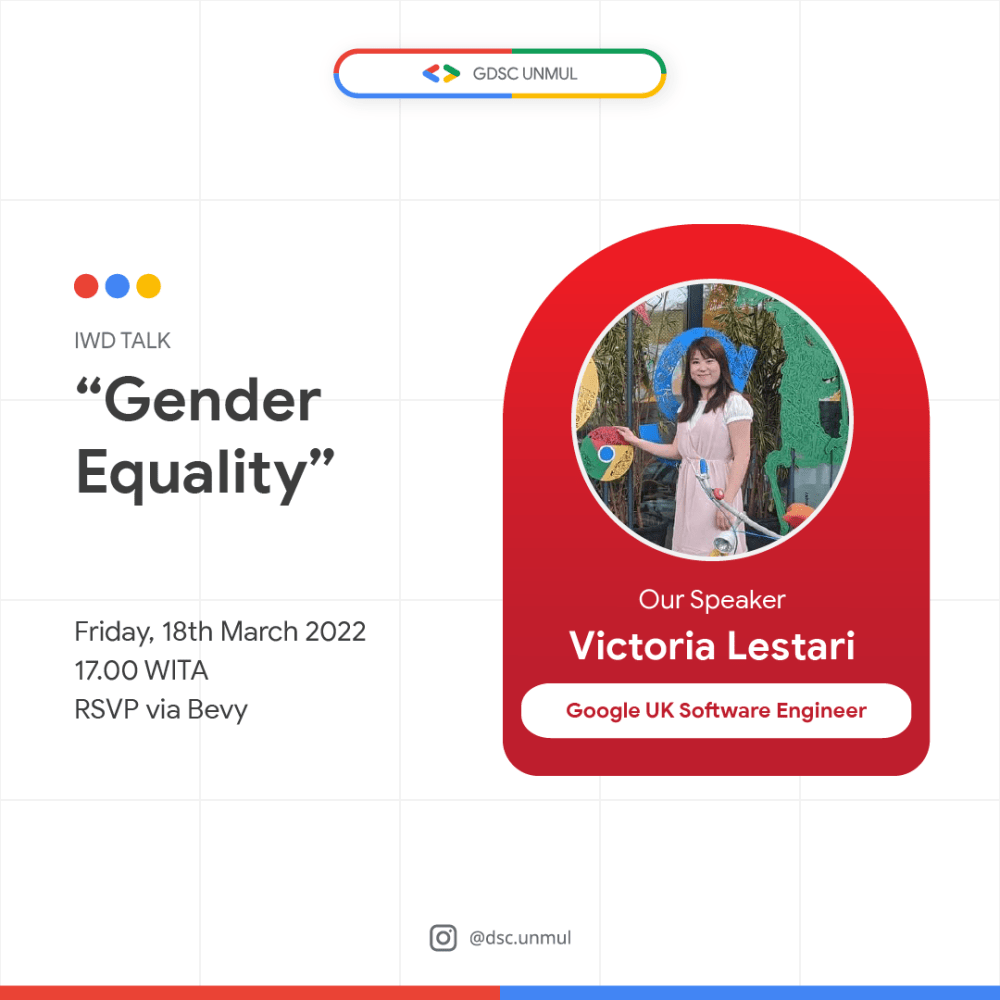 GDSC UNMUL
IWD TALK
“Gender
Equality”
Friday, 18th March 2022
17.00 WITA
RSVP via Bevy
Our Speaker
Victoria Lestari
Google UK Software Engineer
@dsc.unmul